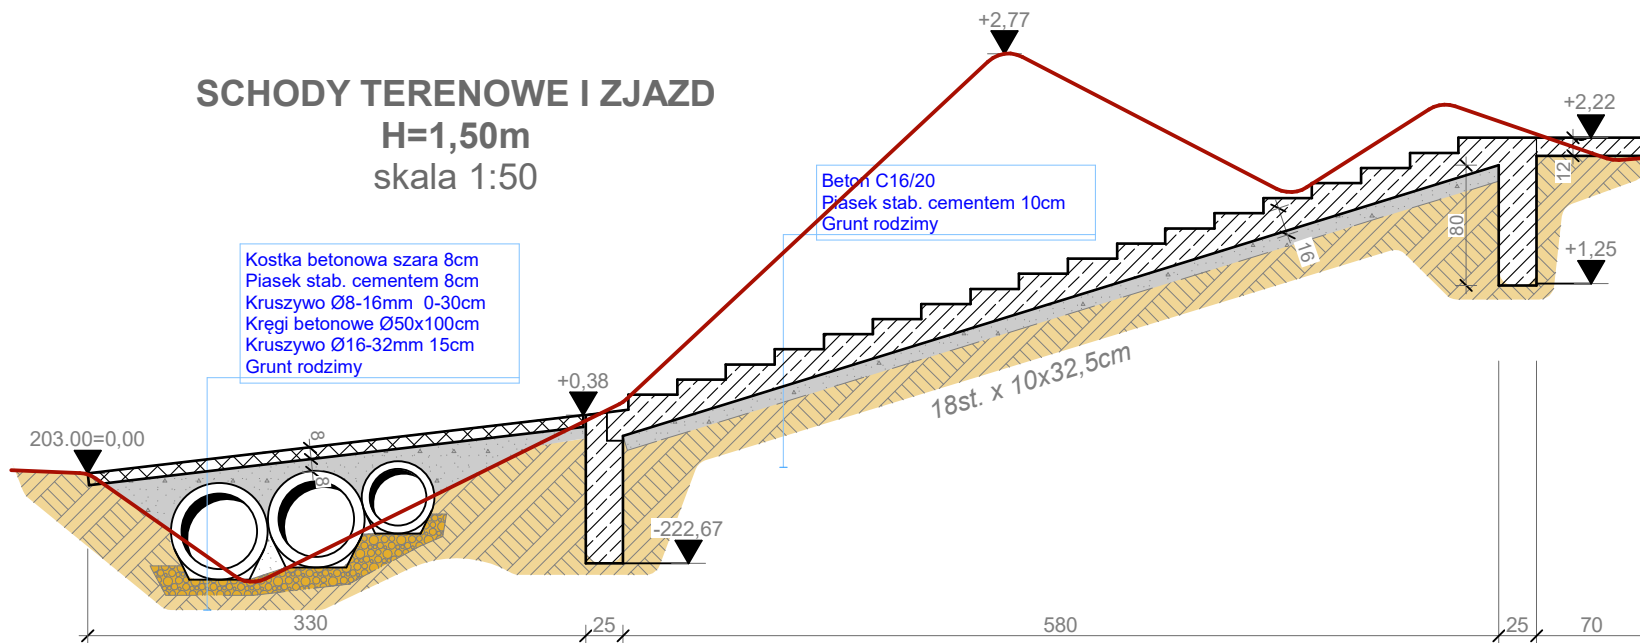 +2,77
SCHODY TERENOWE I ZJAZD
H=1,50m
skala 1:50
+2,22
12
Beton C16/20
Piasek stab. cementem 10cm
Grunt rodzimy
80
16
+1,25
Kostka betonowa szara 8cm
Piasek stab. cementem 8cm
Kruszywo Ø8-16mm 0-30cm
Kręgi betonowe Ø50x100cm
Kruszywo Ø16-32mm 15cm
Grunt rodzimy
18st. x 10x32,5cm
+0,38
203.00=0,00
8
8
-222,67
330
25
580
25
70